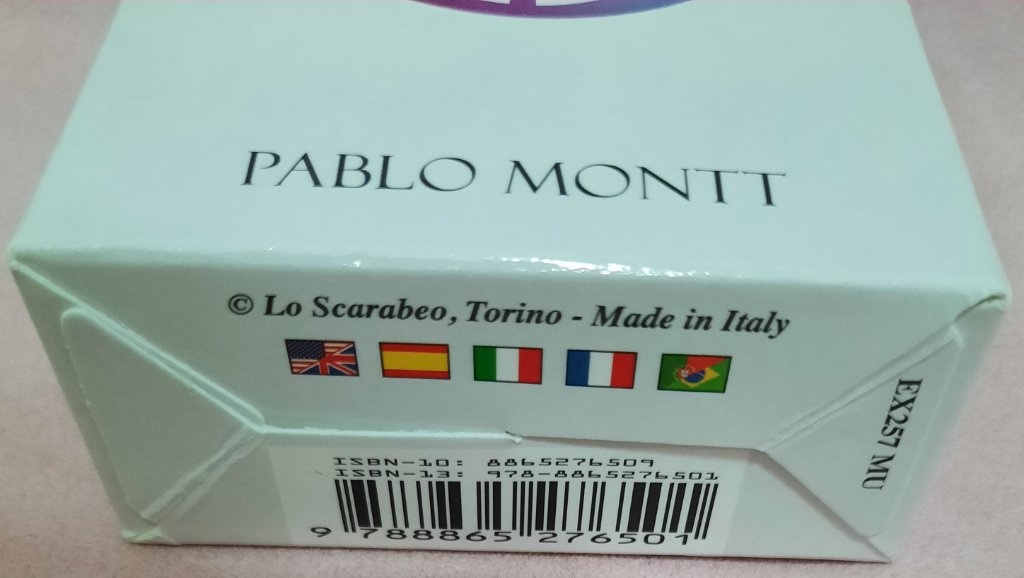 PABLO MONTT
© Lo Scarabeo, Torino - Made in Italy
EX257 MU
ISBN-10: 8865276509
ISBN-13: 978-8865276501
9 788865 276501